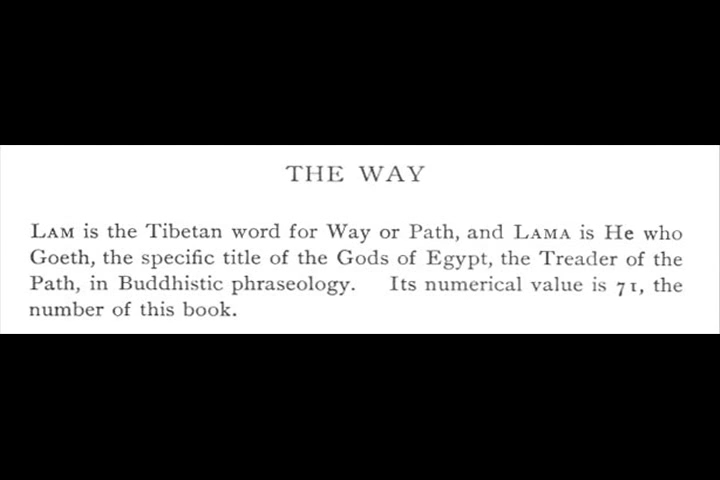 THE WAY
LAM is the Tibetan word for Way or Path, and LAMA is He who
Goeth, the specific title of the Gods of Egypt, the Treader of the
Path, in Buddhistic phraseology. Its numerical value is 71, the
number of this book.